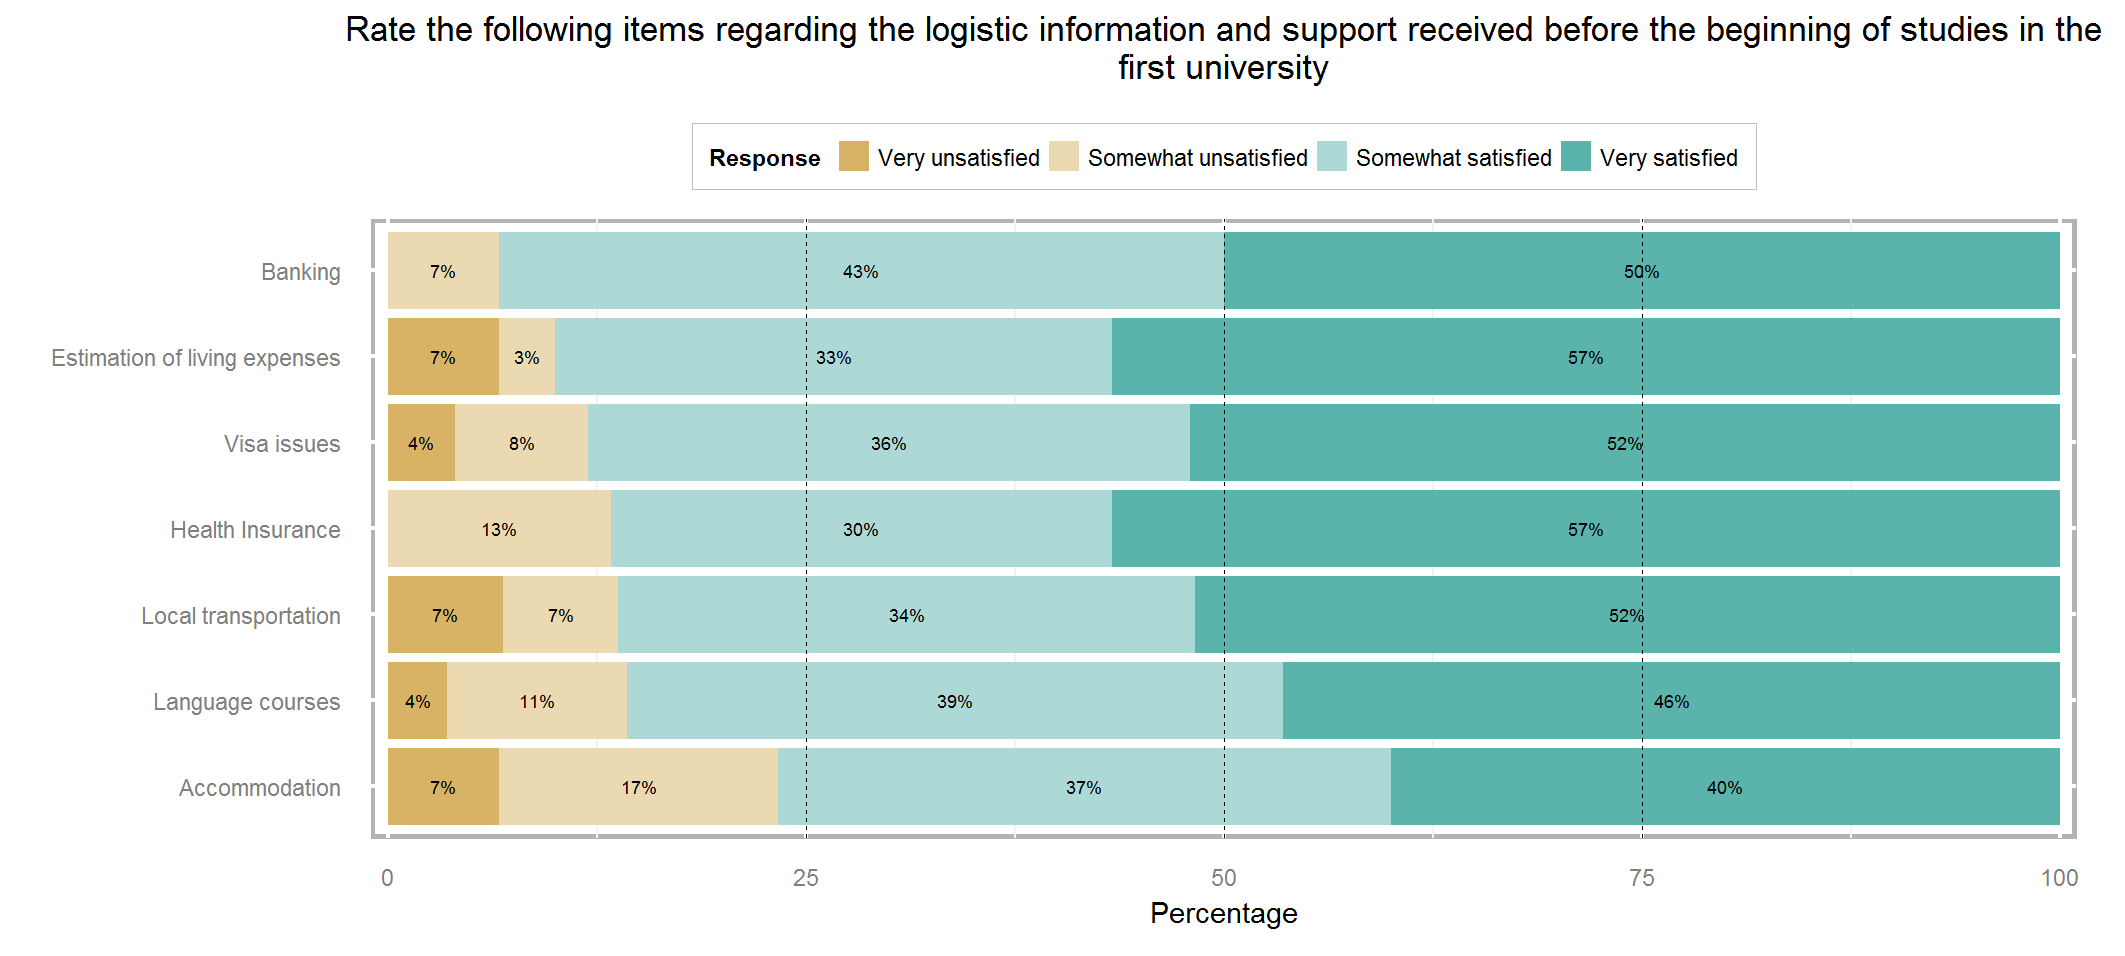 Rate the following items regarding the logistic information and support received before the beginning of studies in the
first university
Response Very unsatisfied Somewhat unsatisfied Somewhat satisfied Very satisfied
Banking 7% 43% 50%
Estimation of living expenses 7% 3% 33% 57%
Visa issues 4% 8% 36% 52%
Health Insurance 13% 30% 57%
Local transportation 7% 7% 34% 52%
Language courses 4% 11% 39% 46%
Accommodation 7% 17% 37% 40%
0 25 50 75 100
Percentage